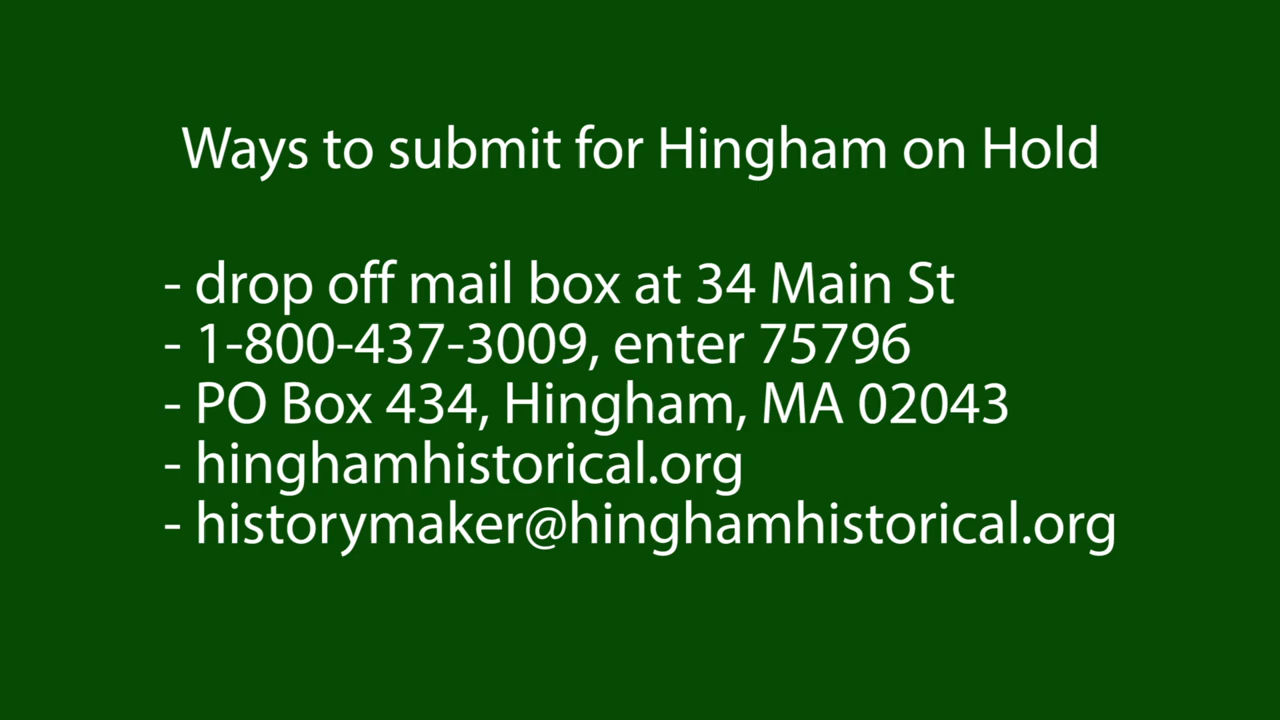 Ways to submit for Hingham on Hold
- drop off mail box at 34 Main St
- 1-800-437-3009, enter 75796
- PO Box 434, Hingham, MA 02043
- hinghamhistorical.org
- historymaker@hinghamhistorical.org